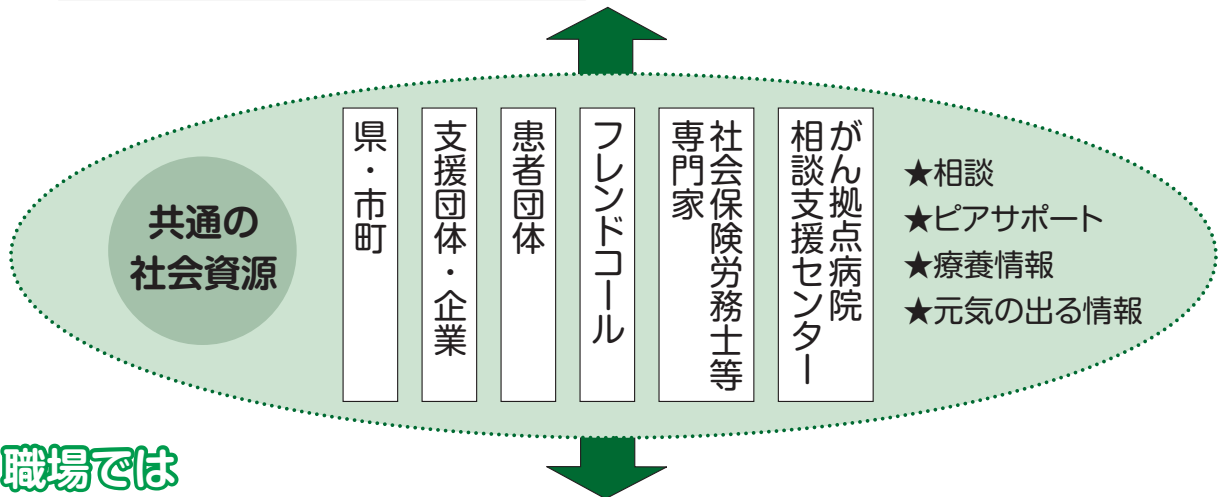 共通の
社会資源
県・市町
支援団体・企業
患者団体
フレンドコール
社会保険労務士等
専門家
がん拠点病院
相談支援センター
★相談
★ピアサポート
★療養情報
★元気の出る情報
職場では